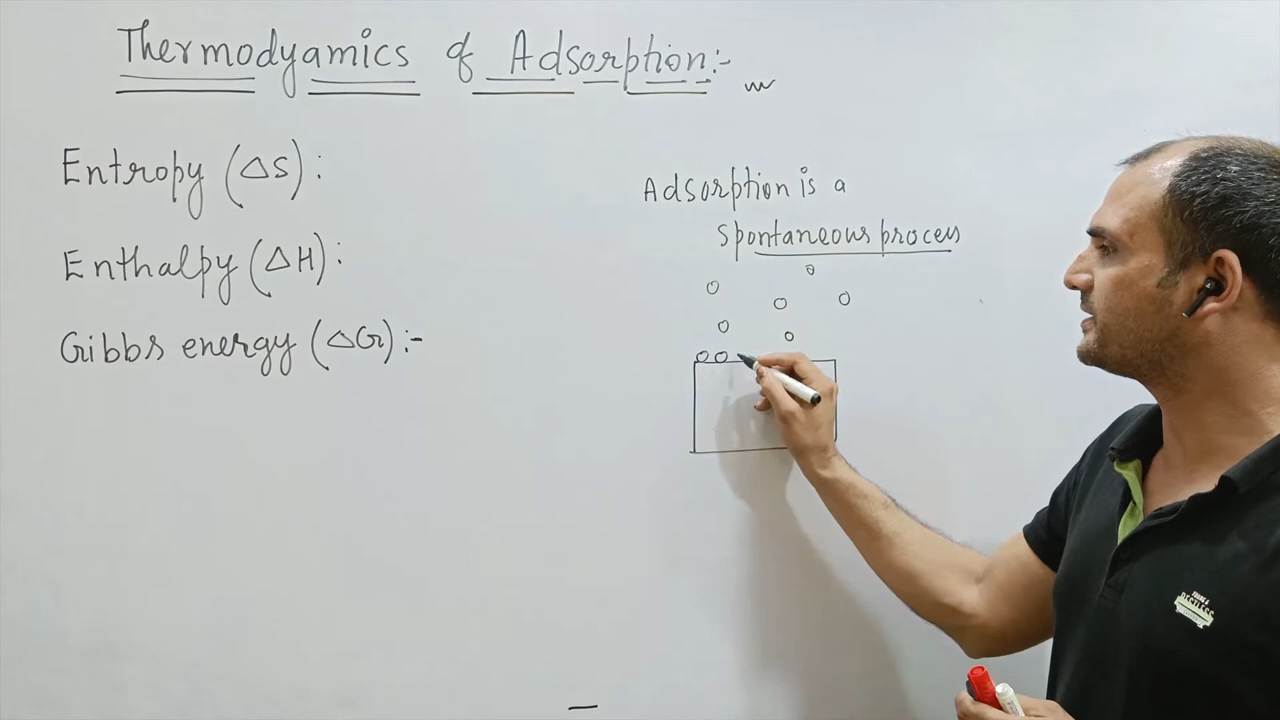 Thermodyamics of Adsorption:-
Entropy (ΔS):
Enthalpy (ΔH):
Gibbs energy (ΔG):-
Adsorption is a
spontaneous process